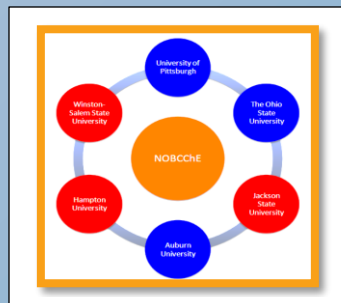 University of
Pittsburgh
The Ohio
State
University
Jackson
State
University
Auburn
University
Hampton
University
Winston-
Salem State
University
NOBCChE